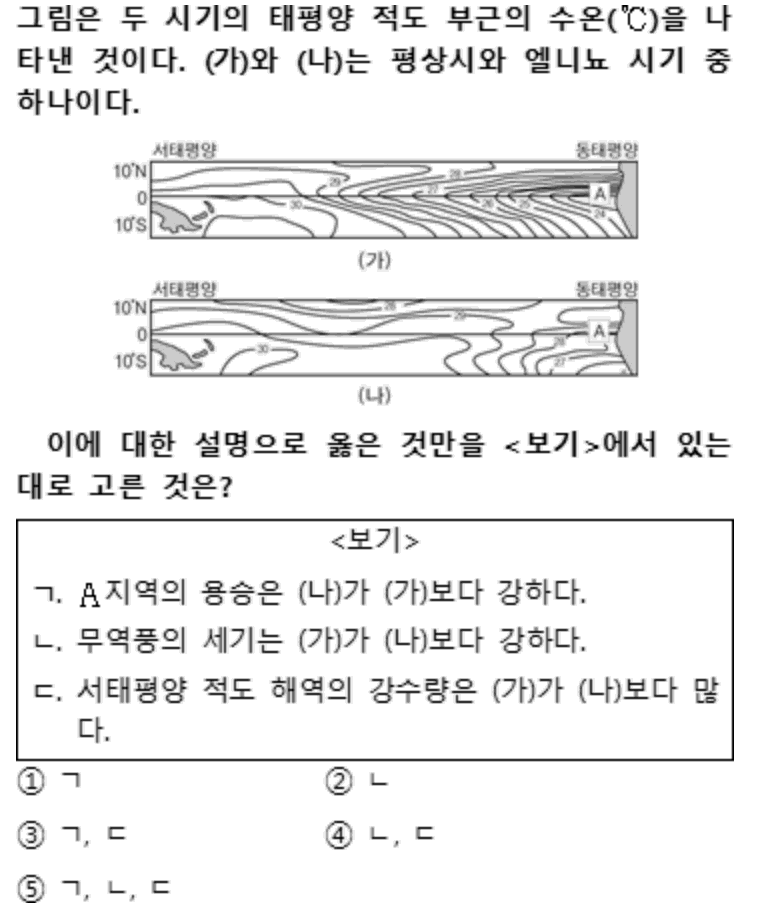 그림은 두 시기의 태평양 적도 부근의 수온(℃)을 나
타낸 것이다. (가)와 (나)는 평상시와 엘니뇨 시기 중
하나이다.
서태평양 동태평양
10°N
0
10°S
29
28
27
30
26
25
24
A
(가)
서태평양 동태평양
10°N
0
10°S
28
29
30
28
27
A
(나)
이에 대한 설명으로 옳은 것만을 <보기>에서 있는
대로 고른 것은?
<보기>
ㄱ. A지역의 용승은 (나)가 (가)보다 강하다.
ㄴ. 무역풍의 세기는 (가)가 (나)보다 강하다.
ㄷ. 서태평양 적도 해역의 강수량은 (가)가 (나)보다 많
다.
① ㄱ ② ㄴ
③ ㄱ, ㄷ ④ ㄴ, ㄷ
⑤ ㄱ, ㄴ, ㄷ